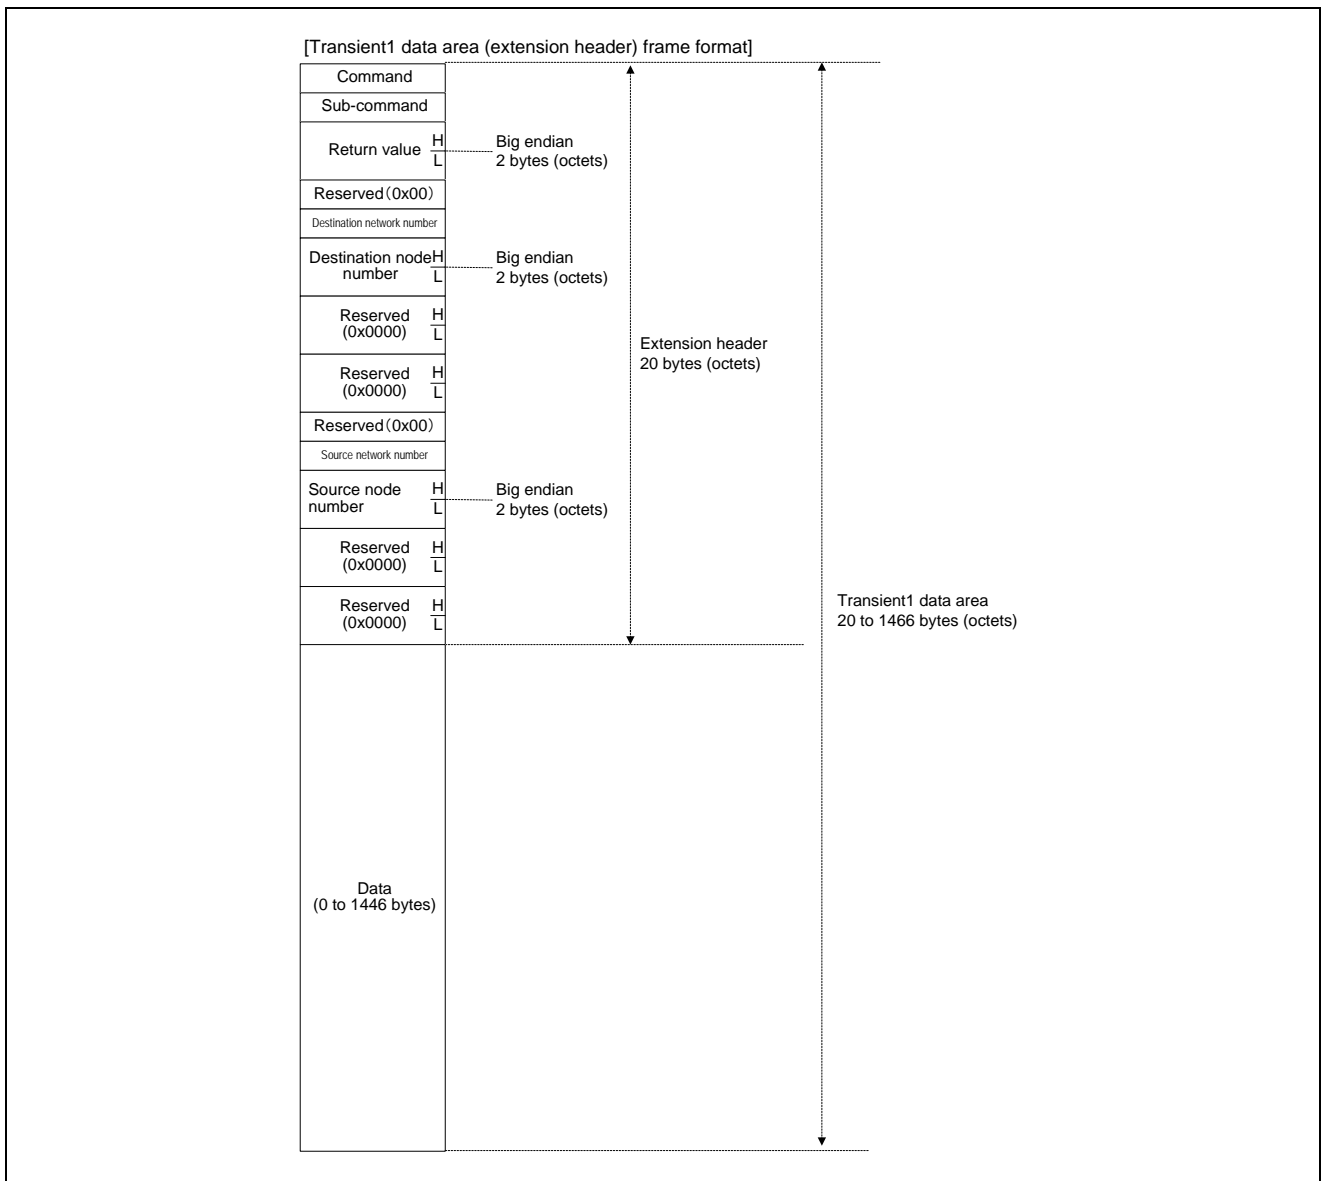 [Transient1 data area (extension header) frame format]
Command
Sub-command
Return value H
L
Big endian
2 bytes (octets)
Reserved(0x00)
Destination network number
Destination node H
number L
Big endian
2 bytes (octets)
Reserved H
(0x0000) L
Reserved H
(0x0000) L
Extension header
20 bytes (octets)
Reserved(0x00)
Source network number
Source node H
number L
Big endian
2 bytes (octets)
Reserved H
(0x0000) L
Reserved H
(0x0000) L
Transient1 data area
20 to 1466 bytes (octets)
Data
(0 to 1446 bytes)